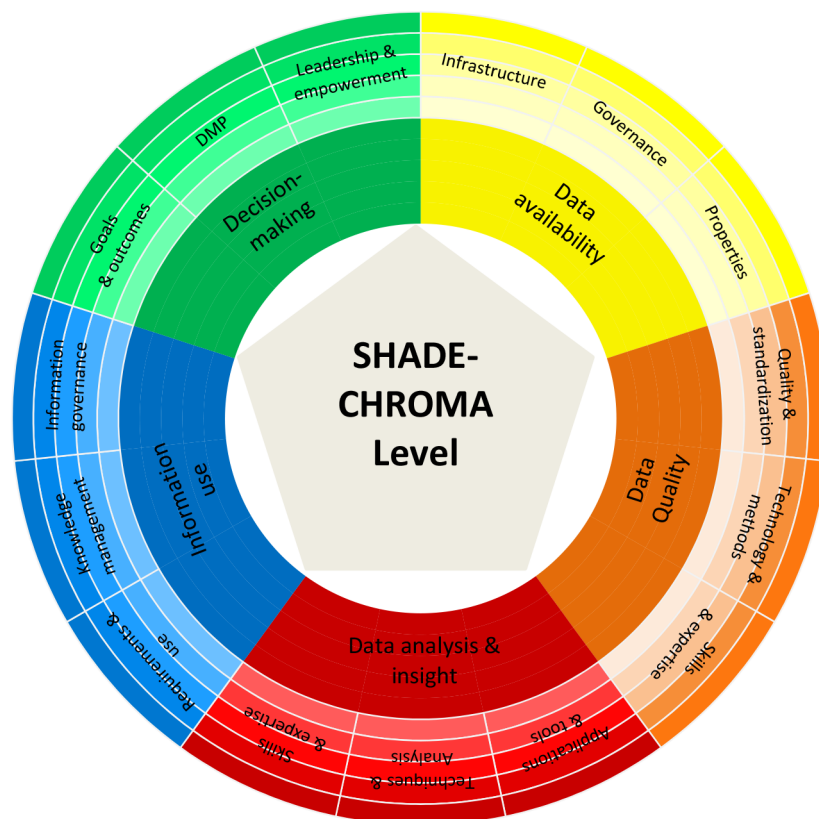 SHADE-
CHROMA
Level
Data
availability
Infrastructure
Governance
Properties
Data
Quality
Quality &
standardization
Technology &
methods
Skills
& expertise
Data analysis &
insight
Applications
& tools
Techniques &
Analysis
Skills
& expertise
Information
use
Requirements &
use
Knowledge
management
Information
governance
Decision-
making
Goals
& outcomes
DMP
Leadership &
empowerment